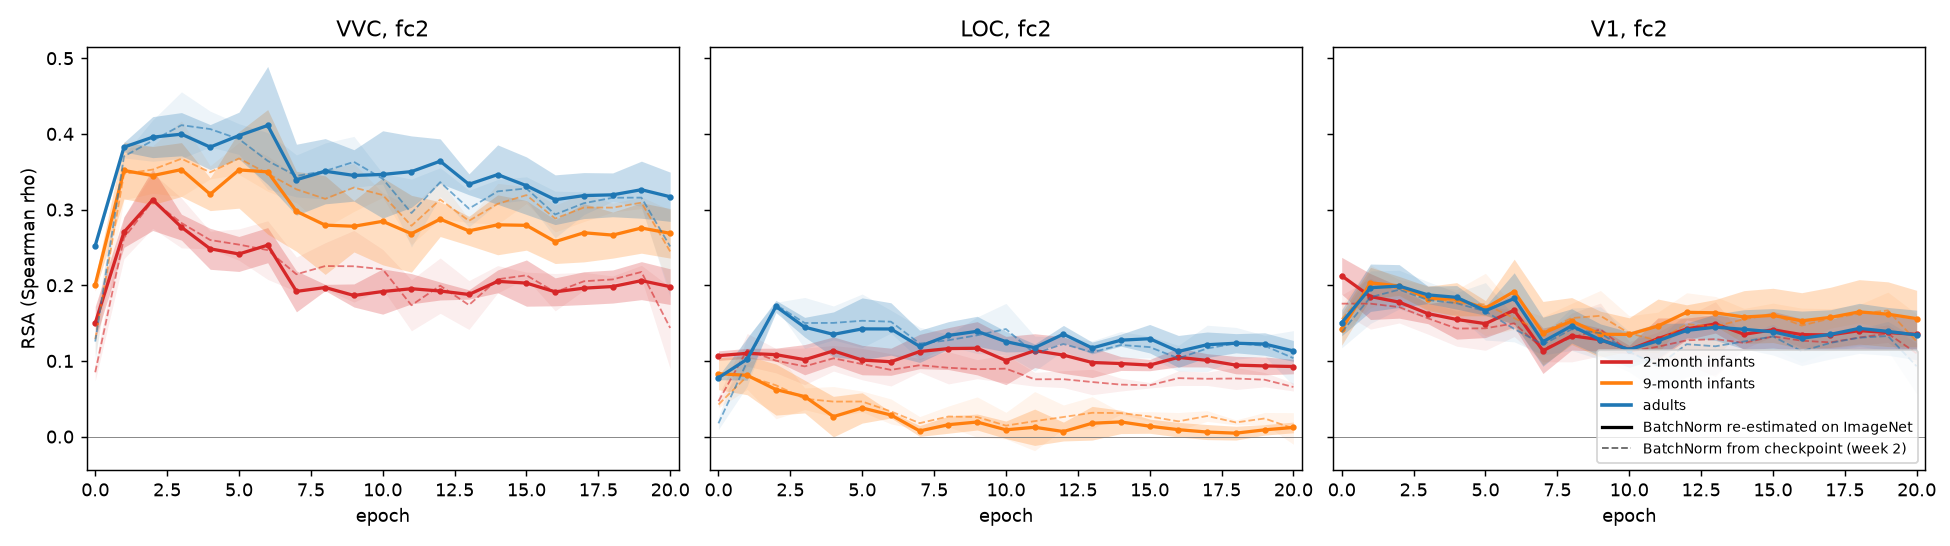 VVC, fc2
LOC, fc2
V1, fc2
RSA (Spearman rho)
0.5
0.4
0.3
0.2
0.1
0.0
0.0 2.5 5.0 7.5 10.0 12.5 15.0 17.5 20.0
0.0 2.5 5.0 7.5 10.0 12.5 15.0 17.5 20.0
0.0 2.5 5.0 7.5 10.0 12.5 15.0 17.5 20.0
epoch
epoch
epoch
2-month infants
9-month infants
adults
BatchNorm re-estimated on ImageNet
BatchNorm from checkpoint (week 2)